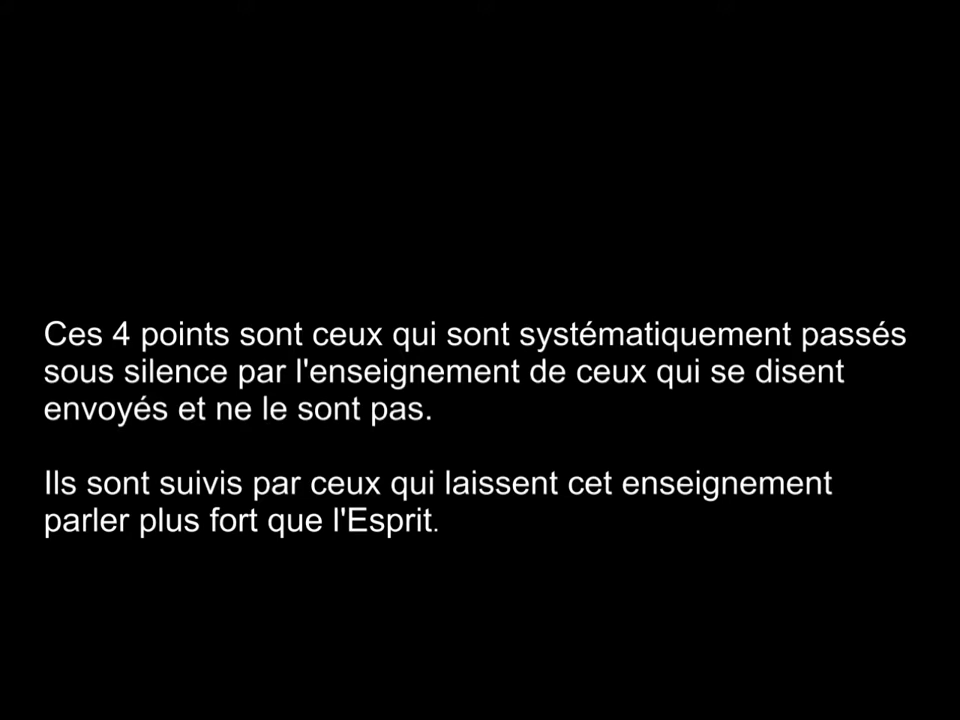 Ces 4 points sont ceux qui sont systématiquement passés
sous silence par l'enseignement de ceux qui se disent
envoyés et ne le sont pas.
Ils sont suivis par ceux qui laissent cet enseignement
parler plus fort que l'Esprit.